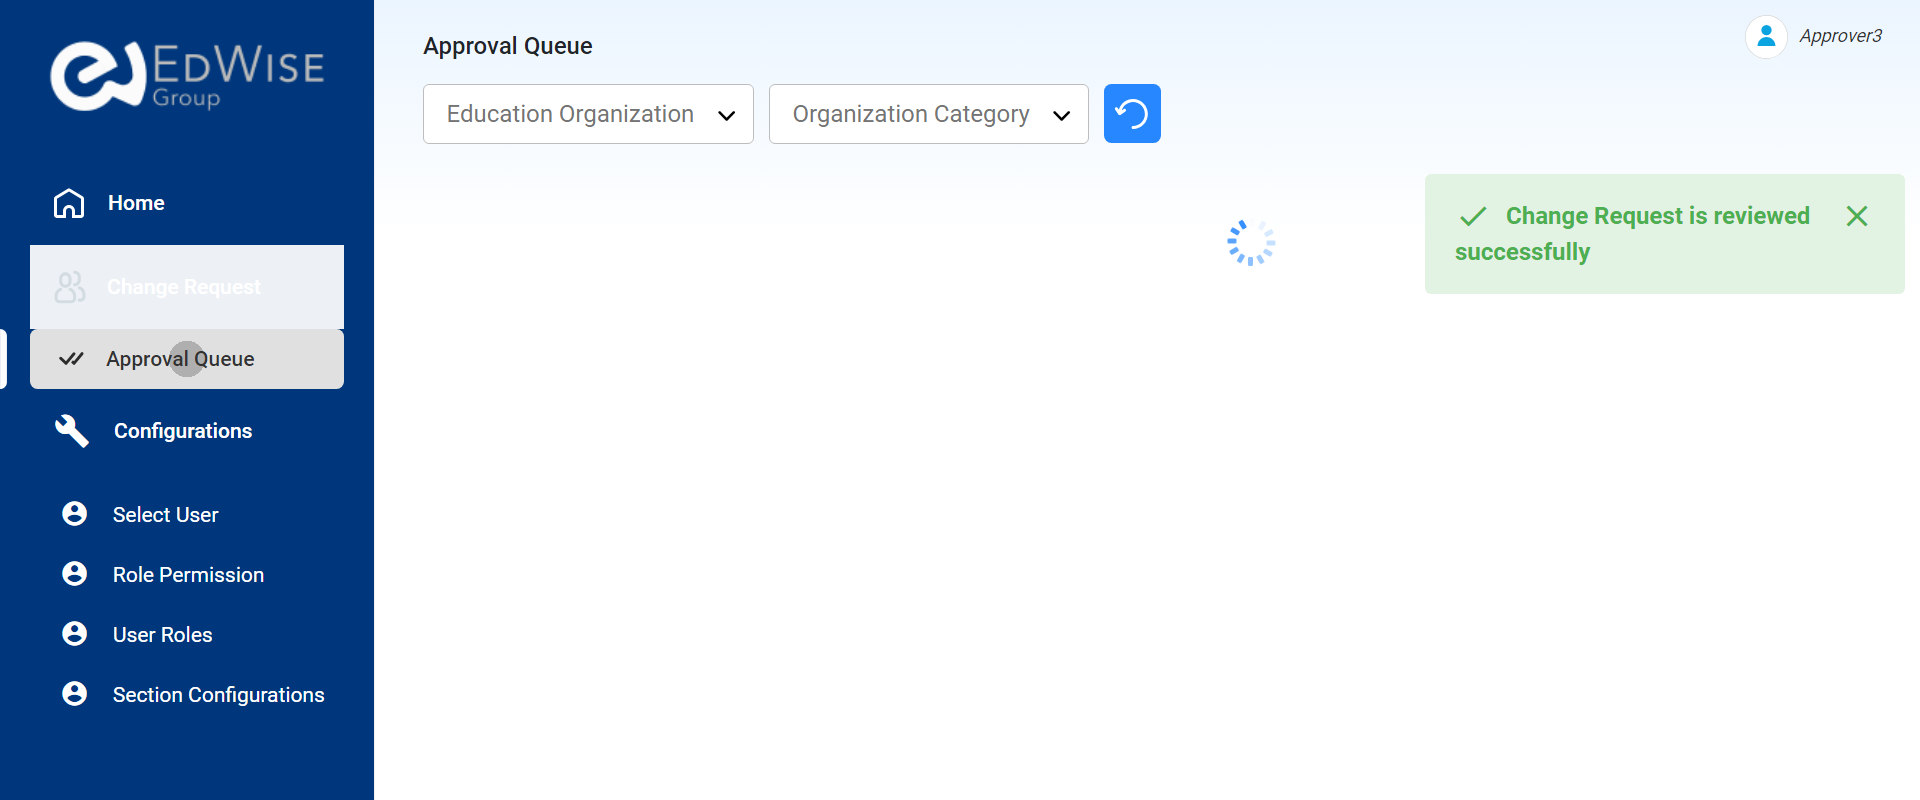 EDWISE
Group
Approval Queue
Approver3
Education Organization
Organization Category
Change Request is reviewed
successfully
Home
Change Request
Approval Queue
Configurations
Select User
Role Permission
User Roles
Section Configurations